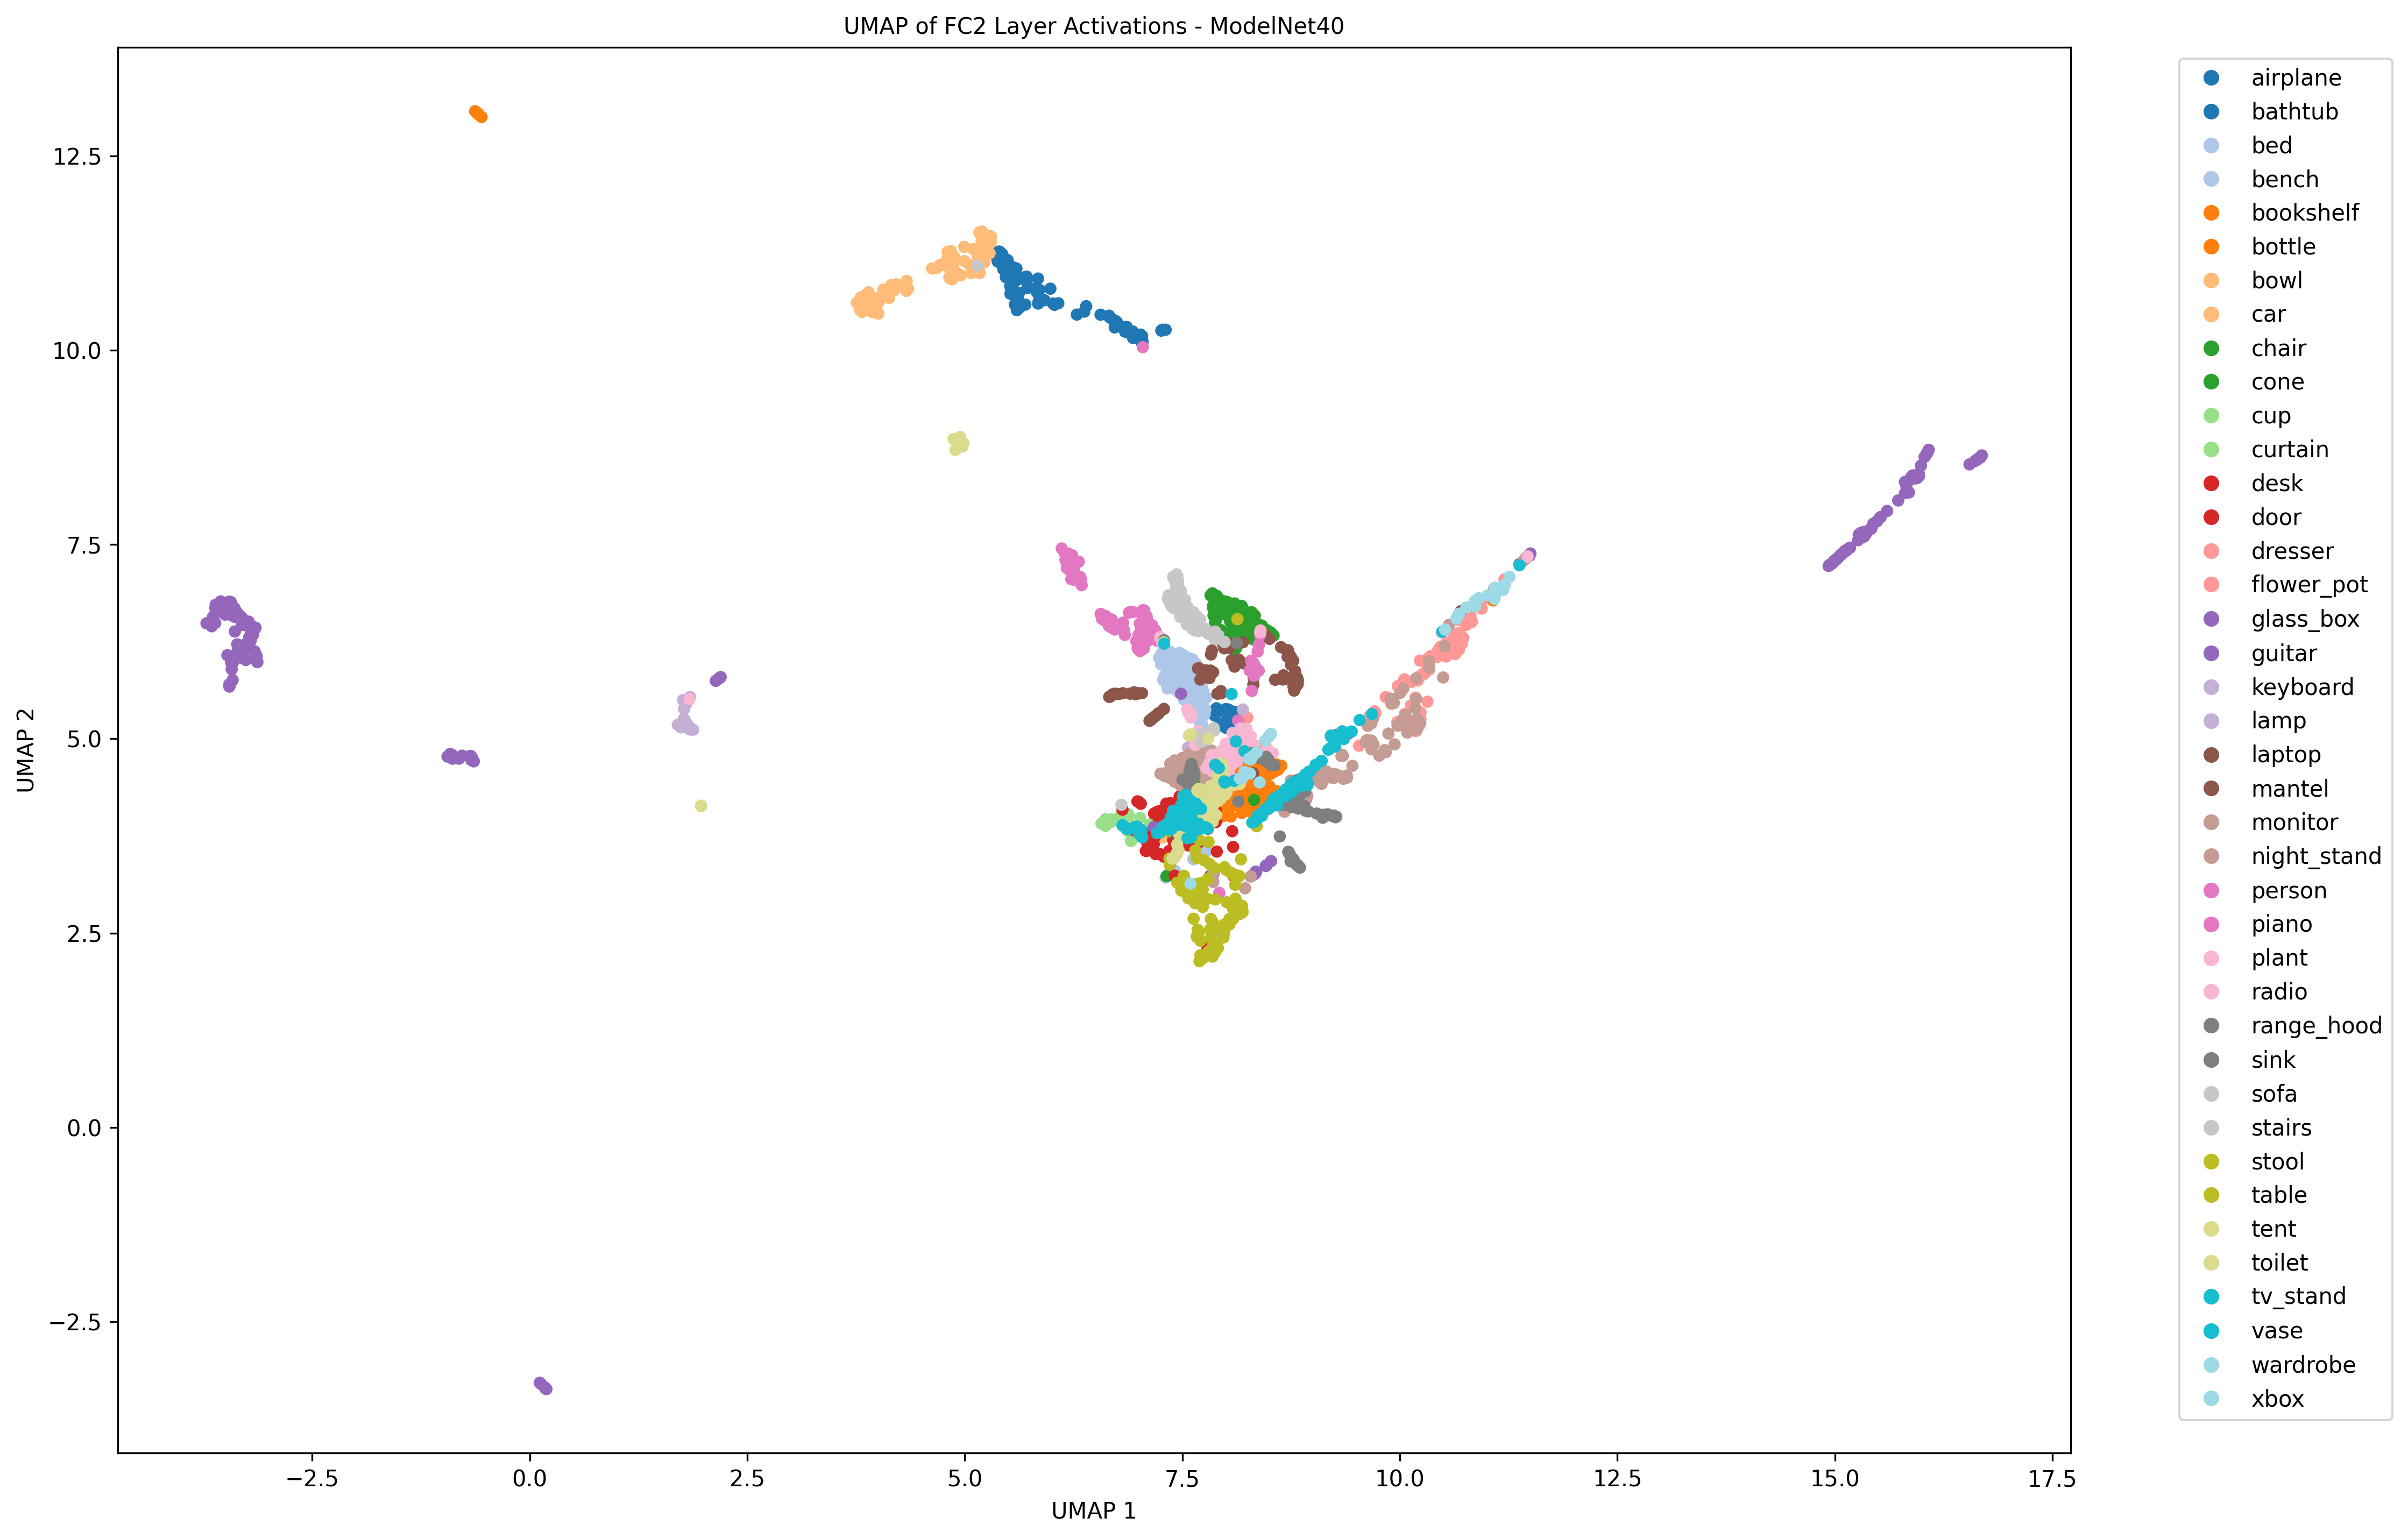 UMAP of FC2 Layer Activations - ModelNet40
12.5
10.0
7.5
5.0
2.5
0.0
−2.5
UMAP 2
−2.5
0.0
2.5
5.0
7.5
10.0
12.5
15.0
17.5
UMAP 1
airplane
bathtub
bed
bench
bookshelf
bottle
bowl
car
chair
cone
cup
curtain
desk
door
dresser
flower_pot
glass_box
guitar
keyboard
lamp
laptop
mantel
monitor
night_stand
person
piano
plant
radio
range_hood
sink
sofa
stairs
stool
table
tent
toilet
tv_stand
vase
wardrobe
xbox